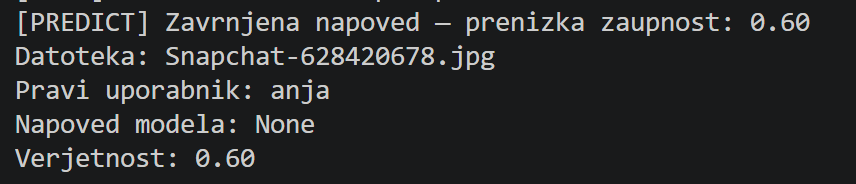 [PREDICT] Zavrnjena napoved — prenizka zaupnost: 0.60
Datoteka: Snapchat-628420678.jpg
Pravi uporabnik: anja
Napoved modela: None
Verjetnost: 0.60